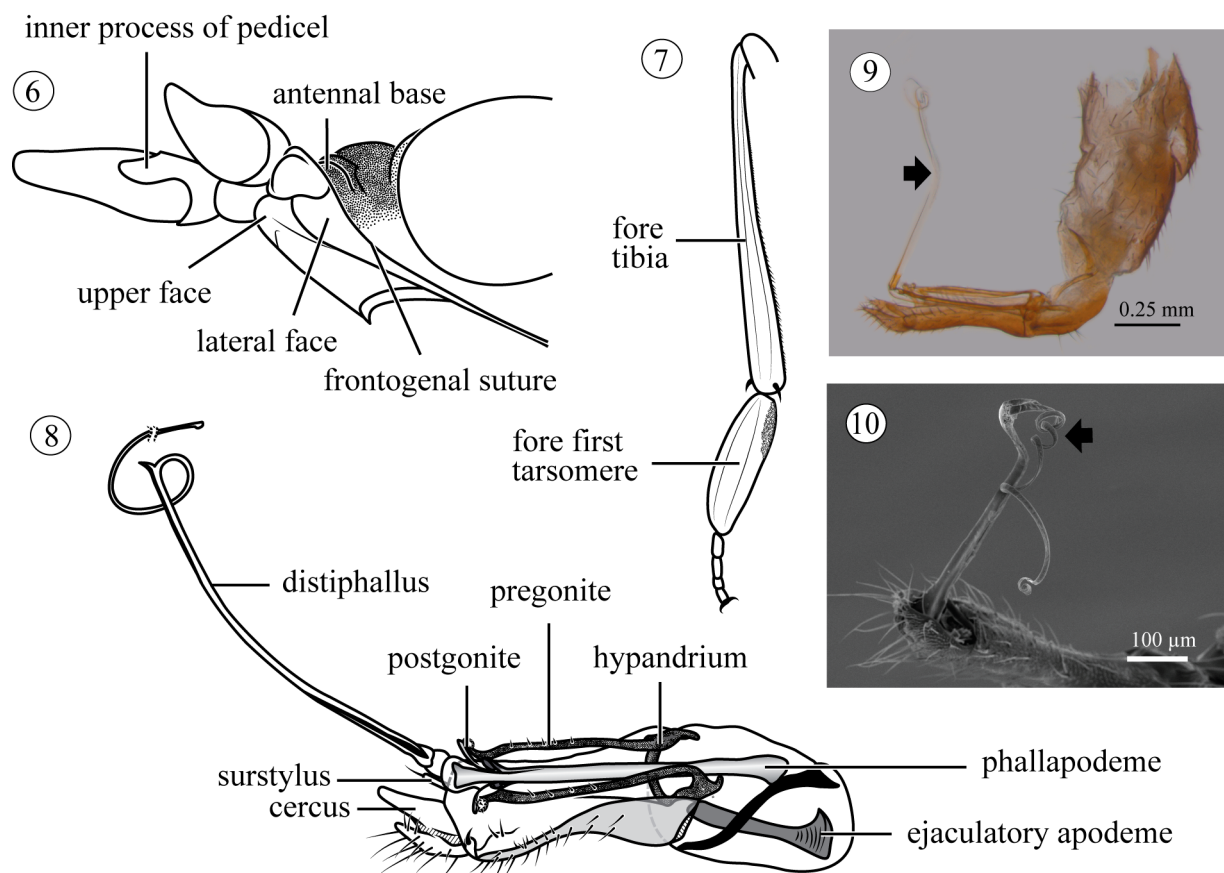 inner process of pedicel
6
antennal base
upper face
lateral face
frontogenal suture
7
fore
tibia
fore first
tarsomere
8
distiphallus
pregonite
postgonite
hypandrium
surstylus
cercus
phallapodeme
ejaculatory apodeme
9
0.25 mm
10
100 µm